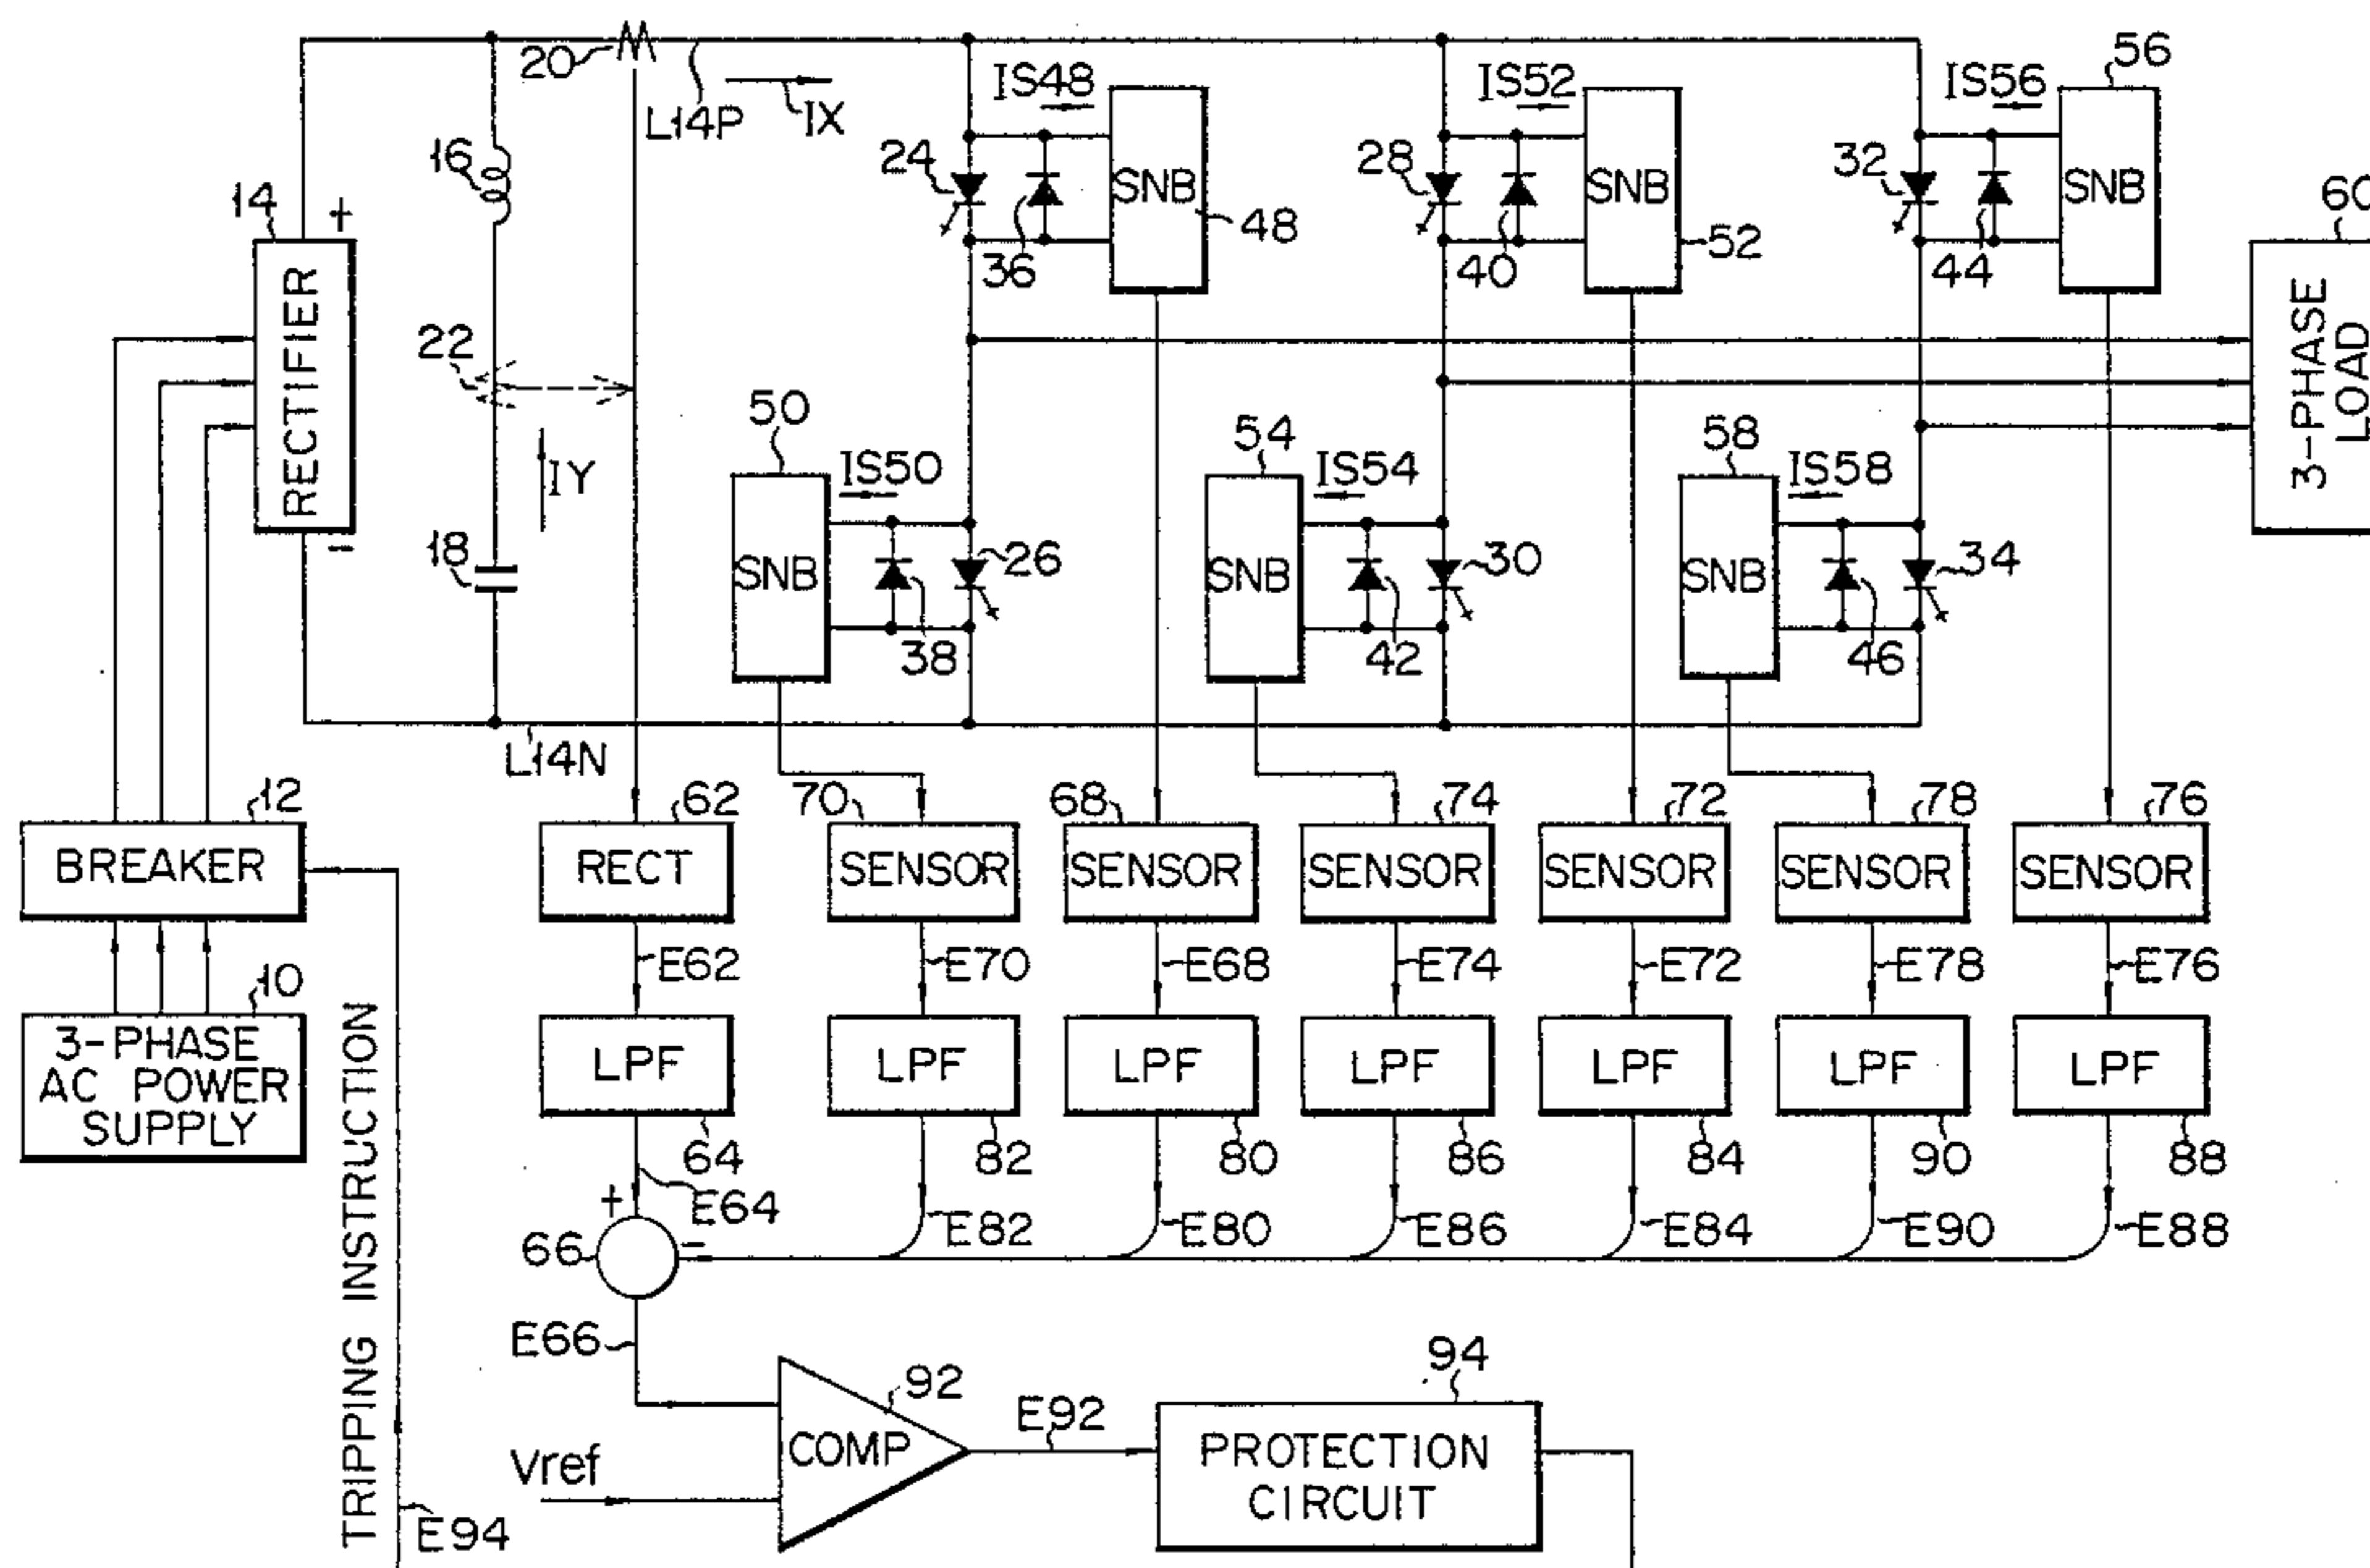 20
L14P
IX
IS48
IS52
IS56
56
24
36
SNB
48
28
40
SNB
52
32
44
SNB
60
3-PHASE
LOAD
14
+
RECTIFIER
-
16
22
IY
18
50
IS50
SNB
38
26
54
IS54
SNB
42
30
58
IS58
SNB
46
34
L14N
12
BREAKER
62
RECT
70
SENSOR
68
SENSOR
74
SENSOR
72
SENSOR
78
SENSOR
76
SENSOR
E62
E70
E68
E74
E72
E78
E76
10
3-PHASE
AC POWER
SUPPLY
TRIPPING INSTRUCTION
LPF
LPF
LPF
LPF
LPF
LPF
LPF
64
82
80
86
84
90
88
+
E64
66
-
E82
E80
E86
E84
E90
E88
E66
92
COMP
Vref
E92
94
PROTECTION
CIRCUIT
E94